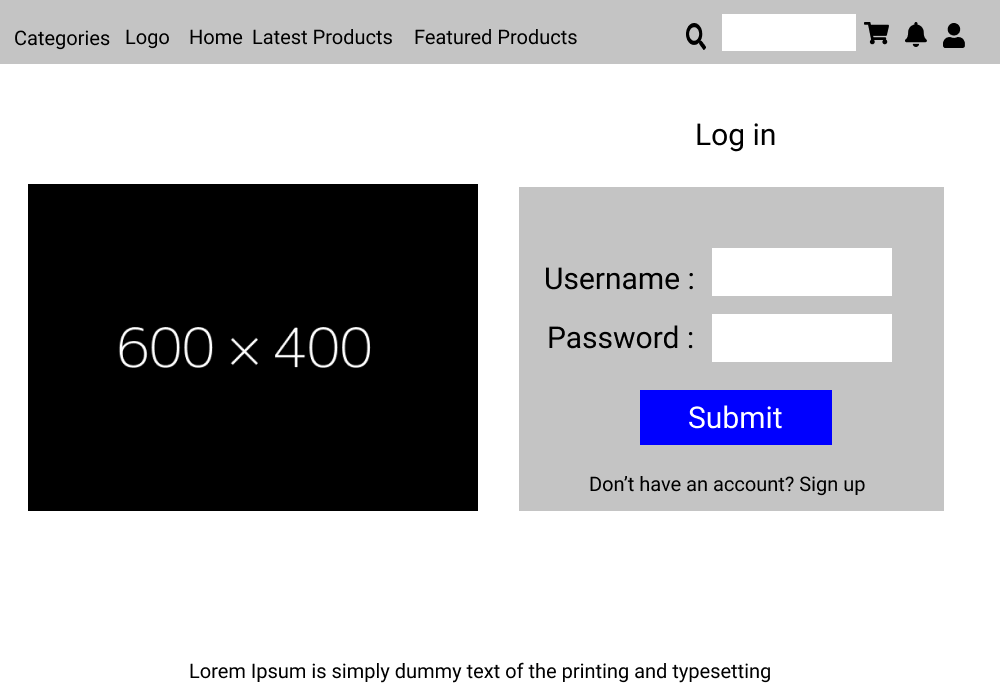 Categories Logo Home Latest Products Featured Products
Log in
600 × 400
Username :
Password :
Submit
Don’t have an account? Sign up
Lorem Ipsum is simply dummy text of the printing and typesetting